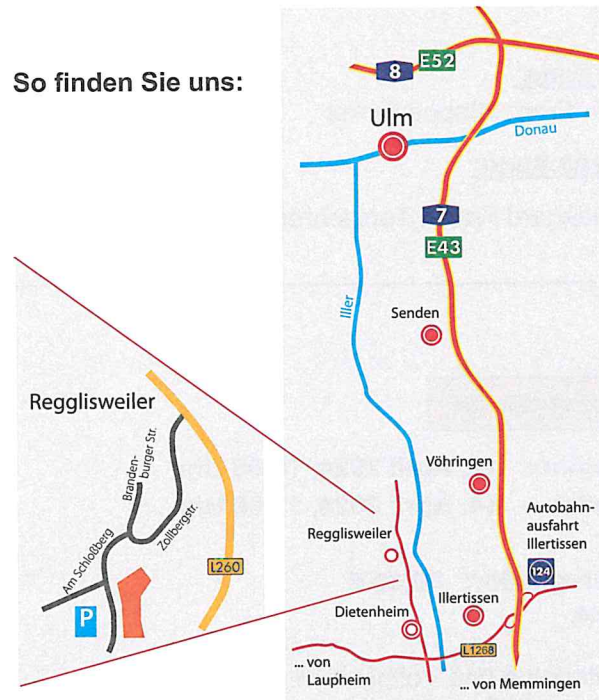 So finden Sie uns:
8
E52
Ulm
Donau
7
E43
Iller
Senden
Vöhringen
Autobahn-
ausfahrt
Illertissen
124
Regglisweiler
Dietenheim
Illertissen
L1268
... von
Laupheim
... von Memmingen
Regglisweiler
Branden-
burger Str.
Zollbergstr.
Am Schloßberg
L260
P